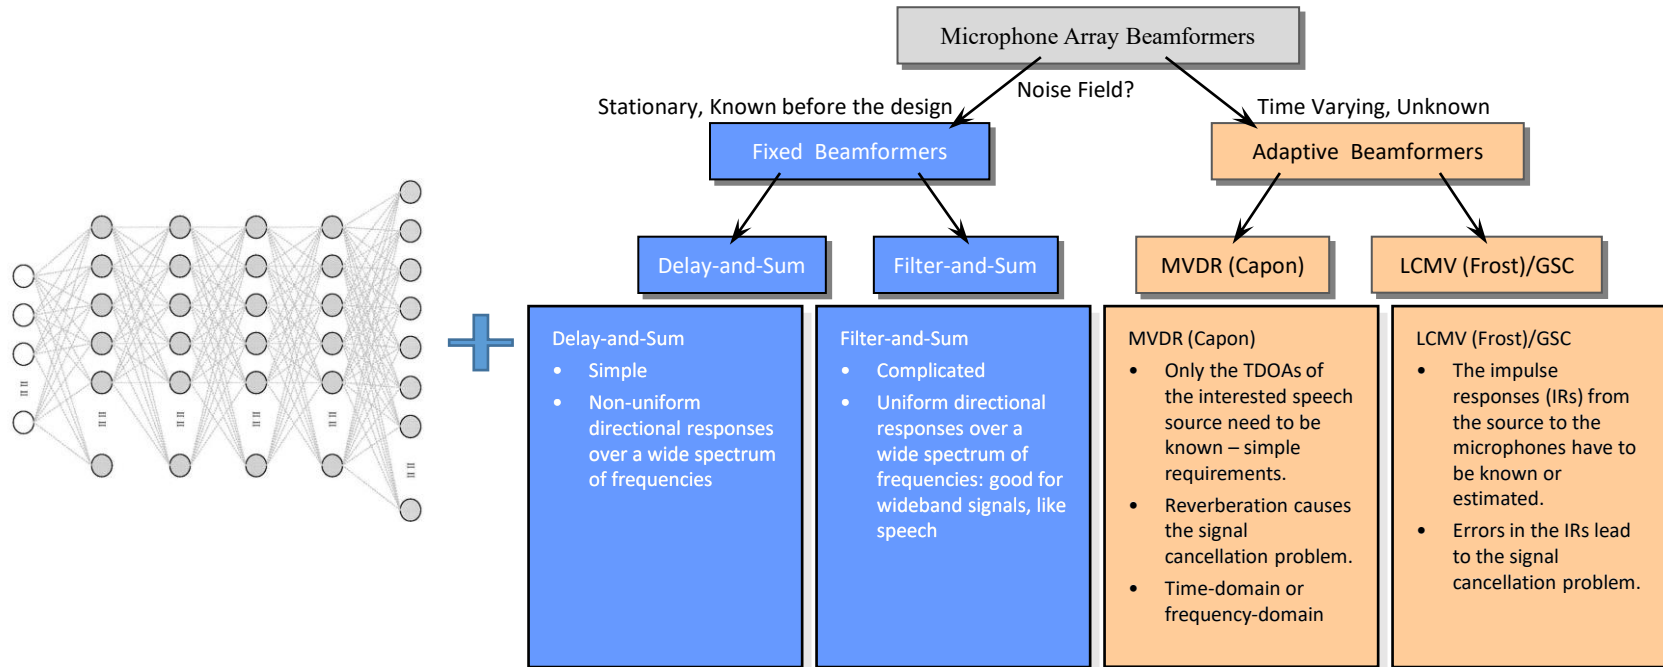 Microphone Array Beamformers
Noise Field?
Stationary, Known before the design
Time Varying, Unknown
Fixed Beamformers
Adaptive Beamformers
Delay-and-Sum
Filter-and-Sum
MVDR (Capon)
LCMV (Frost)/GSC
Delay-and-Sum
• Simple
• Non-uniform
directional responses
over a wide spectrum
of frequencies
Filter-and-Sum
• Complicated
• Uniform directional
responses over a
wide spectrum of
frequencies: good for
wideband signals, like
speech
MVDR (Capon)
• Only the TDOAs of
the interested speech
source need to be
known – simple
requirements.
• Reverberation causes
the signal
cancellation problem.
• Time-domain or
frequency-domain
LCMV (Frost)/GSC
• The impulse
responses (IRs) from
the source to the
microphones have to
be known or
estimated.
• Errors in the IRs lead
to the signal
cancellation problem.